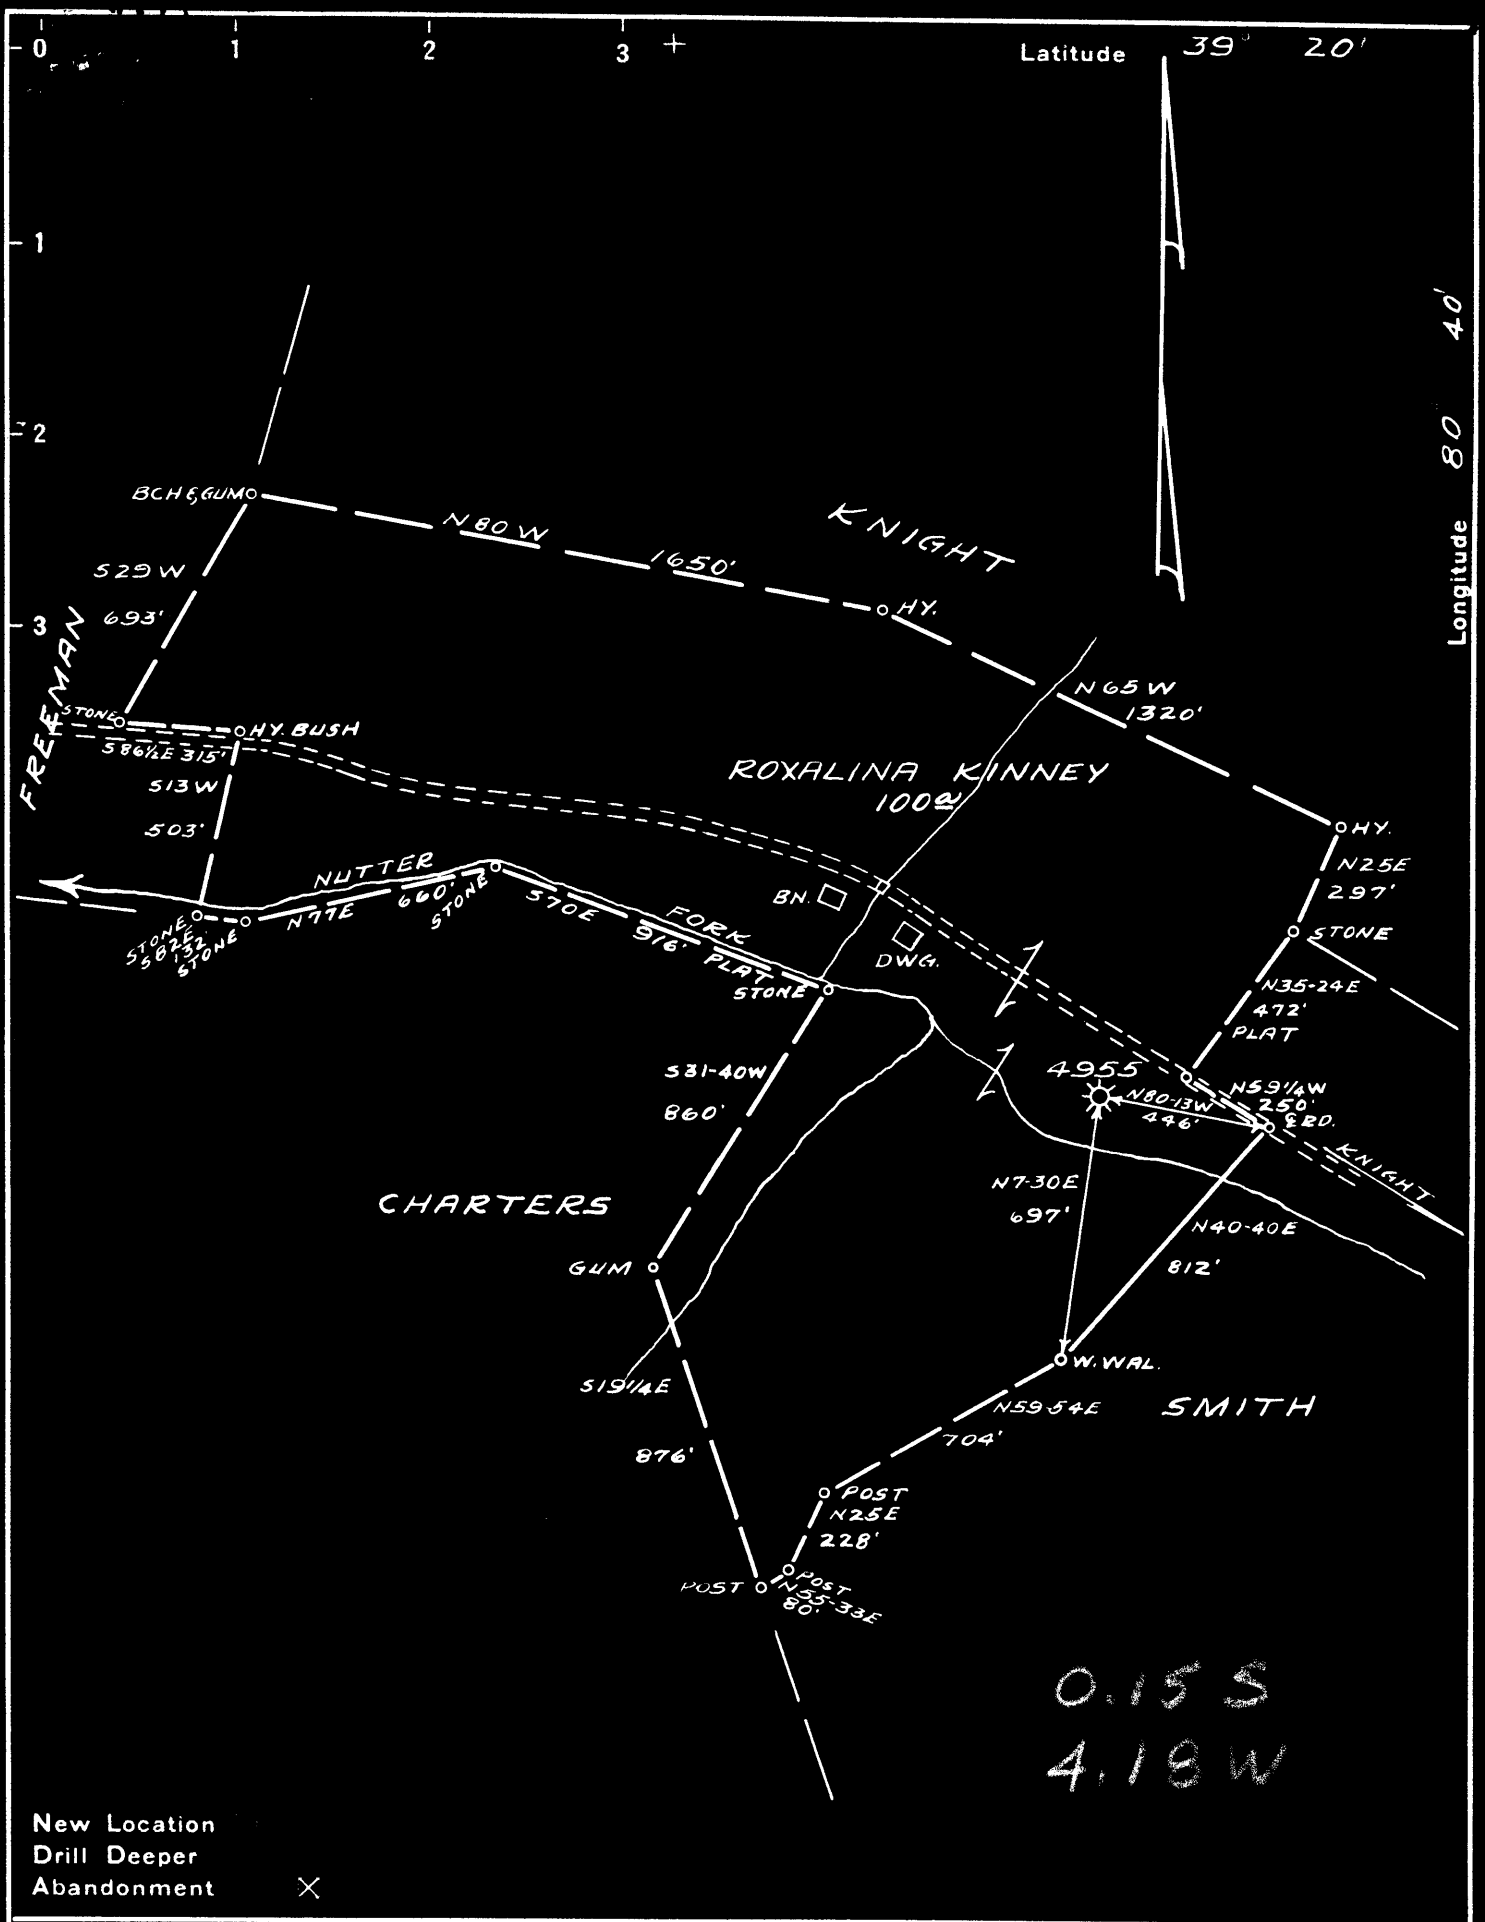 0 1 2 3 +
Latitude 39° 20'
1
2
3
Longitude 80 40'
BCH & GUM
N80W
1650'
KNIGHT
S29W
693'
HY.
FREEMAN
STONE
HY. BUSH
S86½E 315'
N65W
1320'
S13W
503'
ROXALINA KINNEY
100a
HY.
N25E
297'
NUTTER
N77E 660'
STONE
S70E
916'
FORK
PLAT
STONE
BN.
DWG.
STONE
STONE
S82E
132'
STONE
N35-24E
472'
PLAT
S31-40W
860'
4955
N80-13W
446'
N59¼W
250'
℄RD.
KNIGHT
N7-30E
697'
CHARTERS
N40-40E
812'
GUM
W.WAL.
S19¼E
876'
N59-54E
704'
SMITH
POST
N25E
228'
POST
POST
N55-33E
80'
0.15 S
4.18 W
New Location
Drill Deeper
Abandonment X